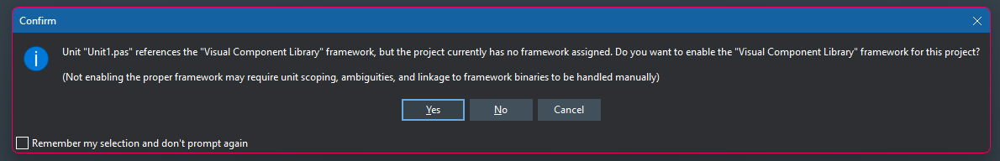 Confirm
Unit "Unit1.pas" references the "Visual Component Library" framework, but the project currently has no framework assigned. Do you want to enable the "Visual Component Library" framework for this project?
(Not enabling the proper framework may require unit scoping, ambiguities, and linkage to framework binaries to be handled manually)
Yes No Cancel
Remember my selection and don't prompt again